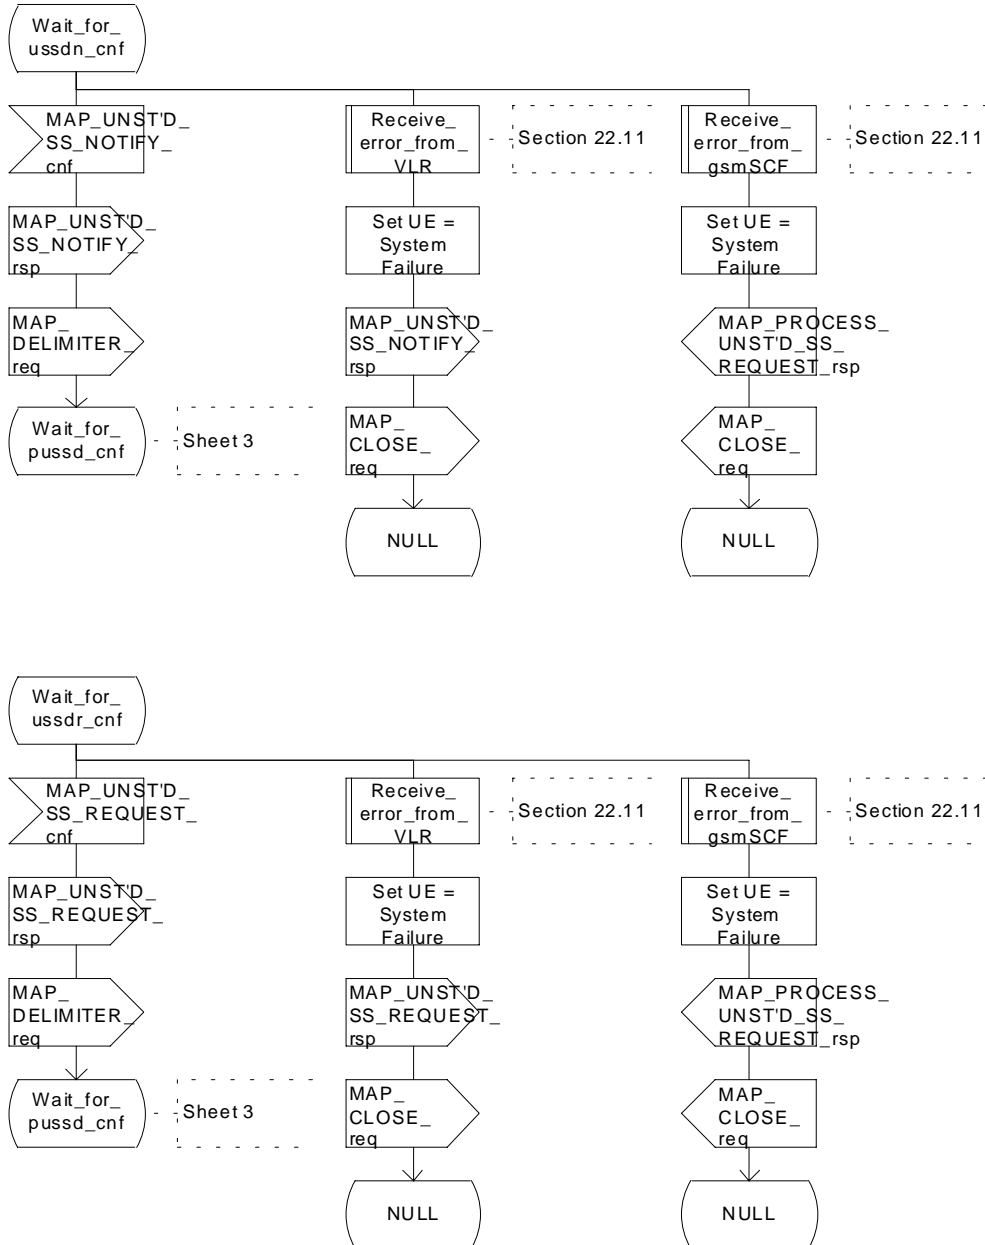 Wait_for_
ussdn_cnf
MAP_UNST'D_
SS_NOTIFY_
cnf
Receive_
error_from_
VLR
Section 22.11
Receive_
error_from_
gsmSCF
Section 22.11
MAP_UNST'D_
SS_NOTIFY_
rsp
Set UE =
System
Failure
Set UE =
System
Failure
MAP_
DELIMITER_
req
MAP_UNST'D_
SS_NOTIFY_
rsp
MAP_PROCESS_
UNST'D_SS_
REQUEST_rsp
Wait_for_
pussd_cnf
Sheet 3
MAP_
CLOSE_
req
MAP_
CLOSE_
req
NULL
NULL
Wait_for_
ussdr_cnf
MAP_UNST'D_
SS_REQUEST_
cnf
Receive_
error_from_
VLR
Section 22.11
Receive_
error_from_
gsmSCF
Section 22.11
MAP_UNST'D_
SS_REQUEST_
rsp
Set UE =
System
Failure
Set UE =
System
Failure
MAP_
DELIMITER_
req
MAP_UNST'D_
SS_REQUEST_
rsp
MAP_PROCESS_
UNST'D_SS_
REQUEST_rsp
Wait_for_
pussd_cnf
Sheet 3
MAP_
CLOSE_
req
MAP_
CLOSE_
req
NULL
NULL